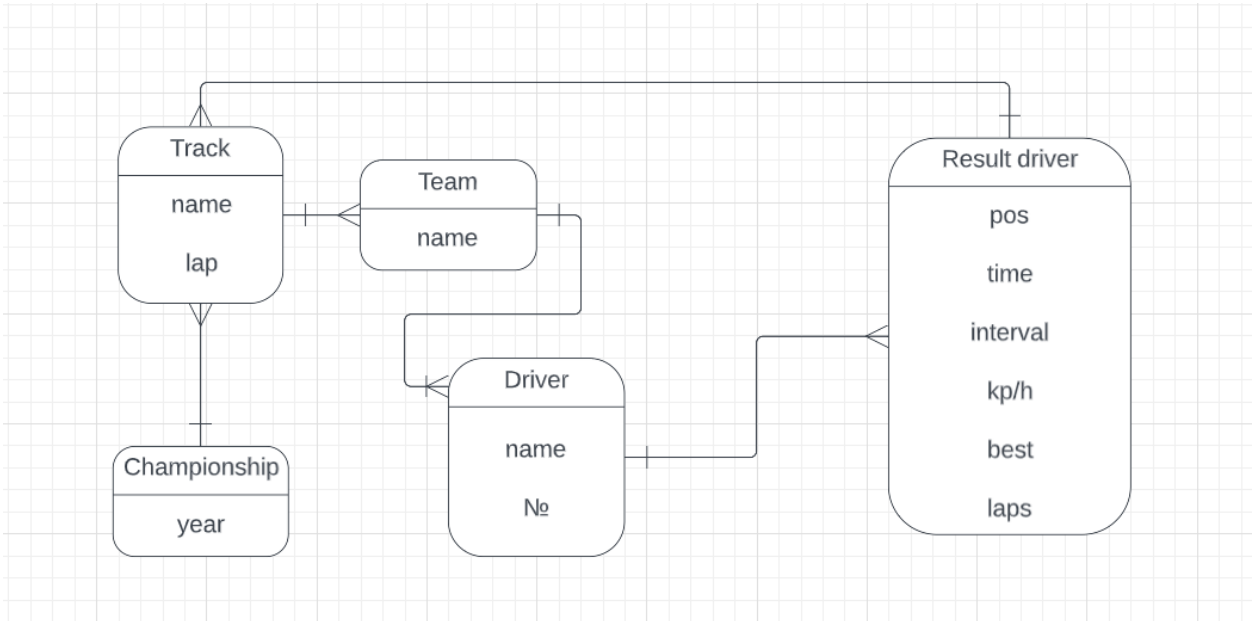 Track
name
lap
Team
name
Championship
year
Driver
name
№
Result driver
pos
time
interval
kp/h
best
laps